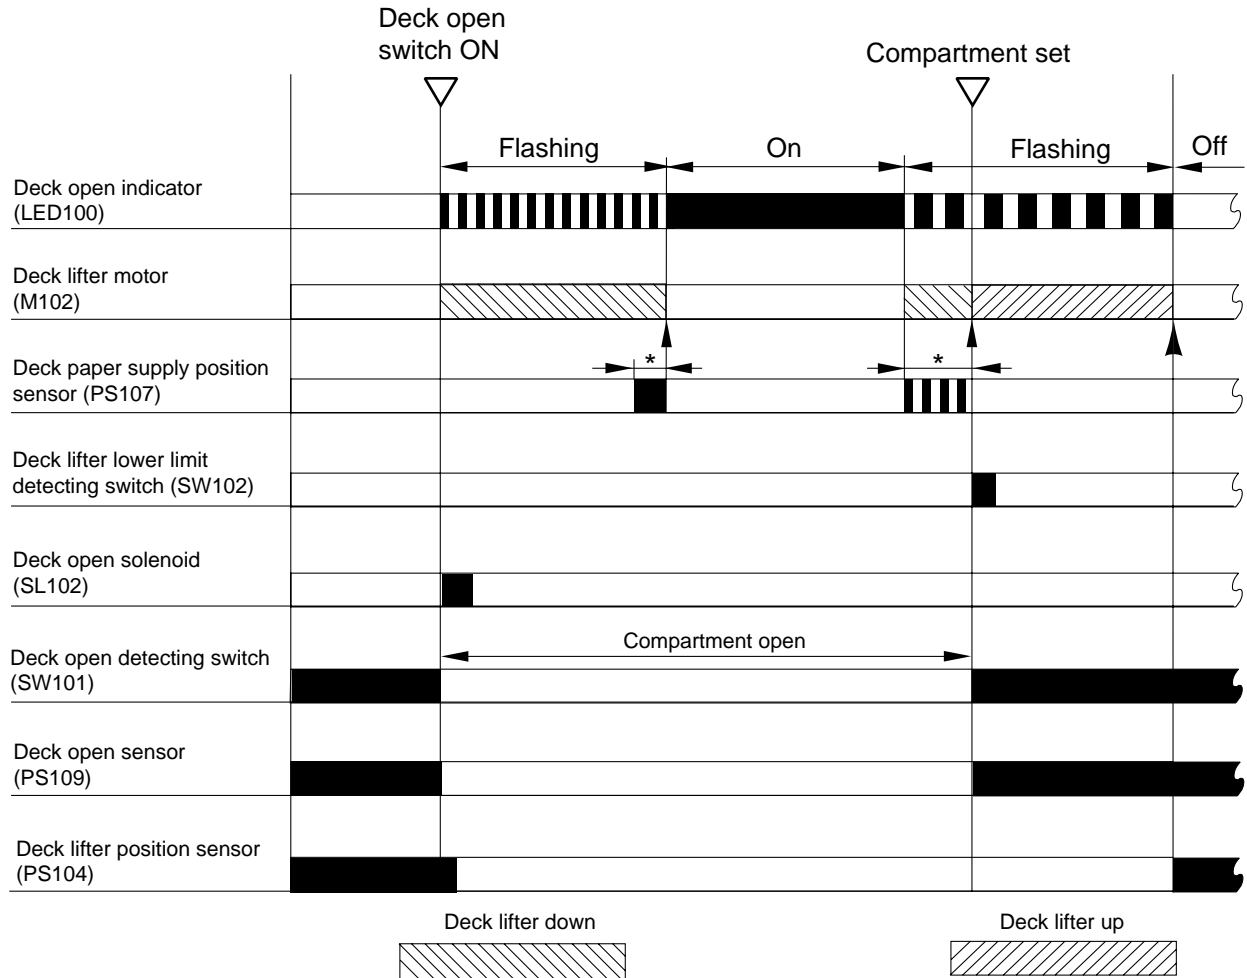 Deck open
switch ON
Compartment set
Flashing
On
Flashing
Off
Deck open indicator
(LED100)
Deck lifter motor
(M102)
*
*
Deck paper supply position
sensor (PS107)
Deck lifter lower limit
detecting switch (SW102)
Deck open solenoid
(SL102)
Compartment open
Deck open detecting switch
(SW101)
Deck open sensor
(PS109)
Deck lifter position sensor
(PS104)
Deck lifter down
Deck lifter up